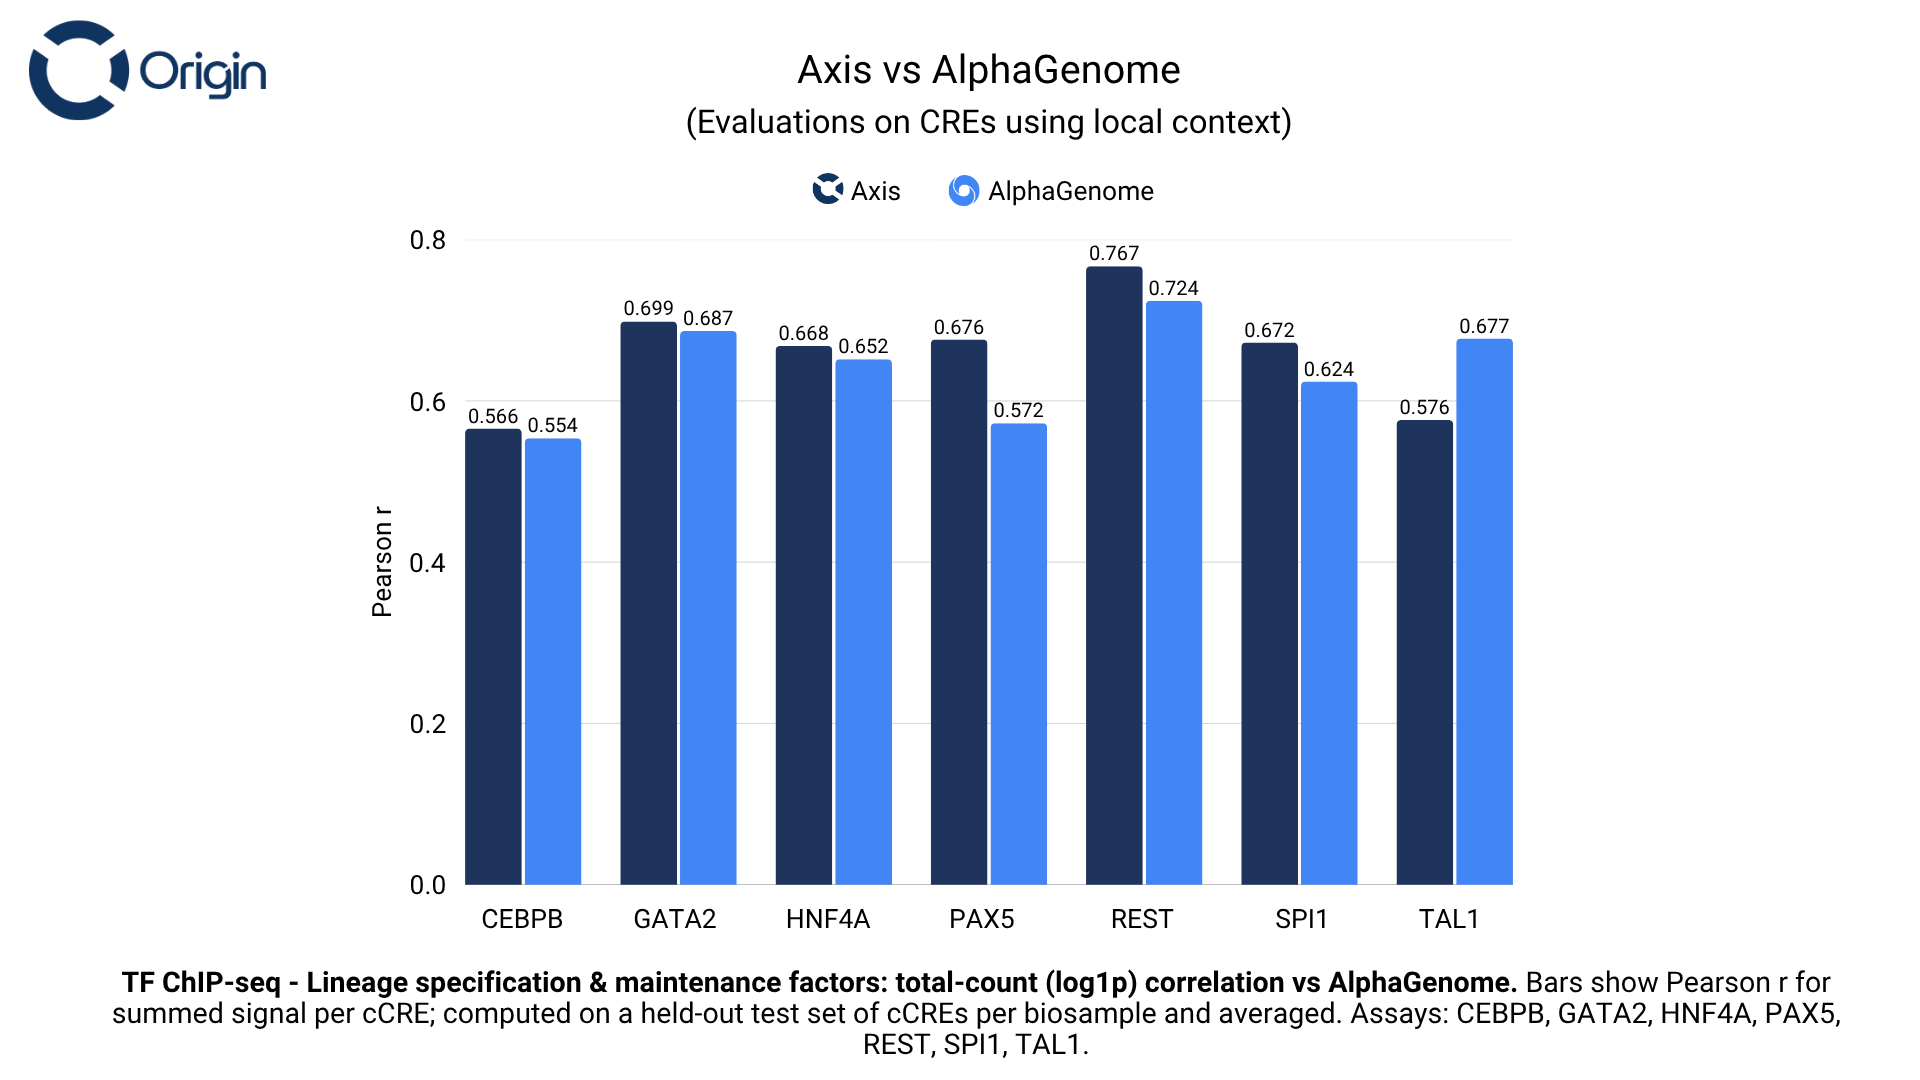 Origin
Axis vs AlphaGenome
(Evaluations on CREs using local context)
Axis AlphaGenome
0.8
0.6
0.4
0.2
0.0
Pearson r
0.566 0.554
0.699 0.687
0.668 0.652
0.676 0.572
0.767 0.724
0.672 0.624
0.576 0.677
CEBPB GATA2 HNF4A PAX5 REST SPI1 TAL1
TF ChIP-seq - Lineage specification & maintenance factors: total-count (log1p) correlation vs AlphaGenome. Bars show Pearson r for
summed signal per cCRE; computed on a held-out test set of cCREs per biosample and averaged. Assays: CEBPB, GATA2, HNF4A, PAX5,
REST, SPI1, TAL1.